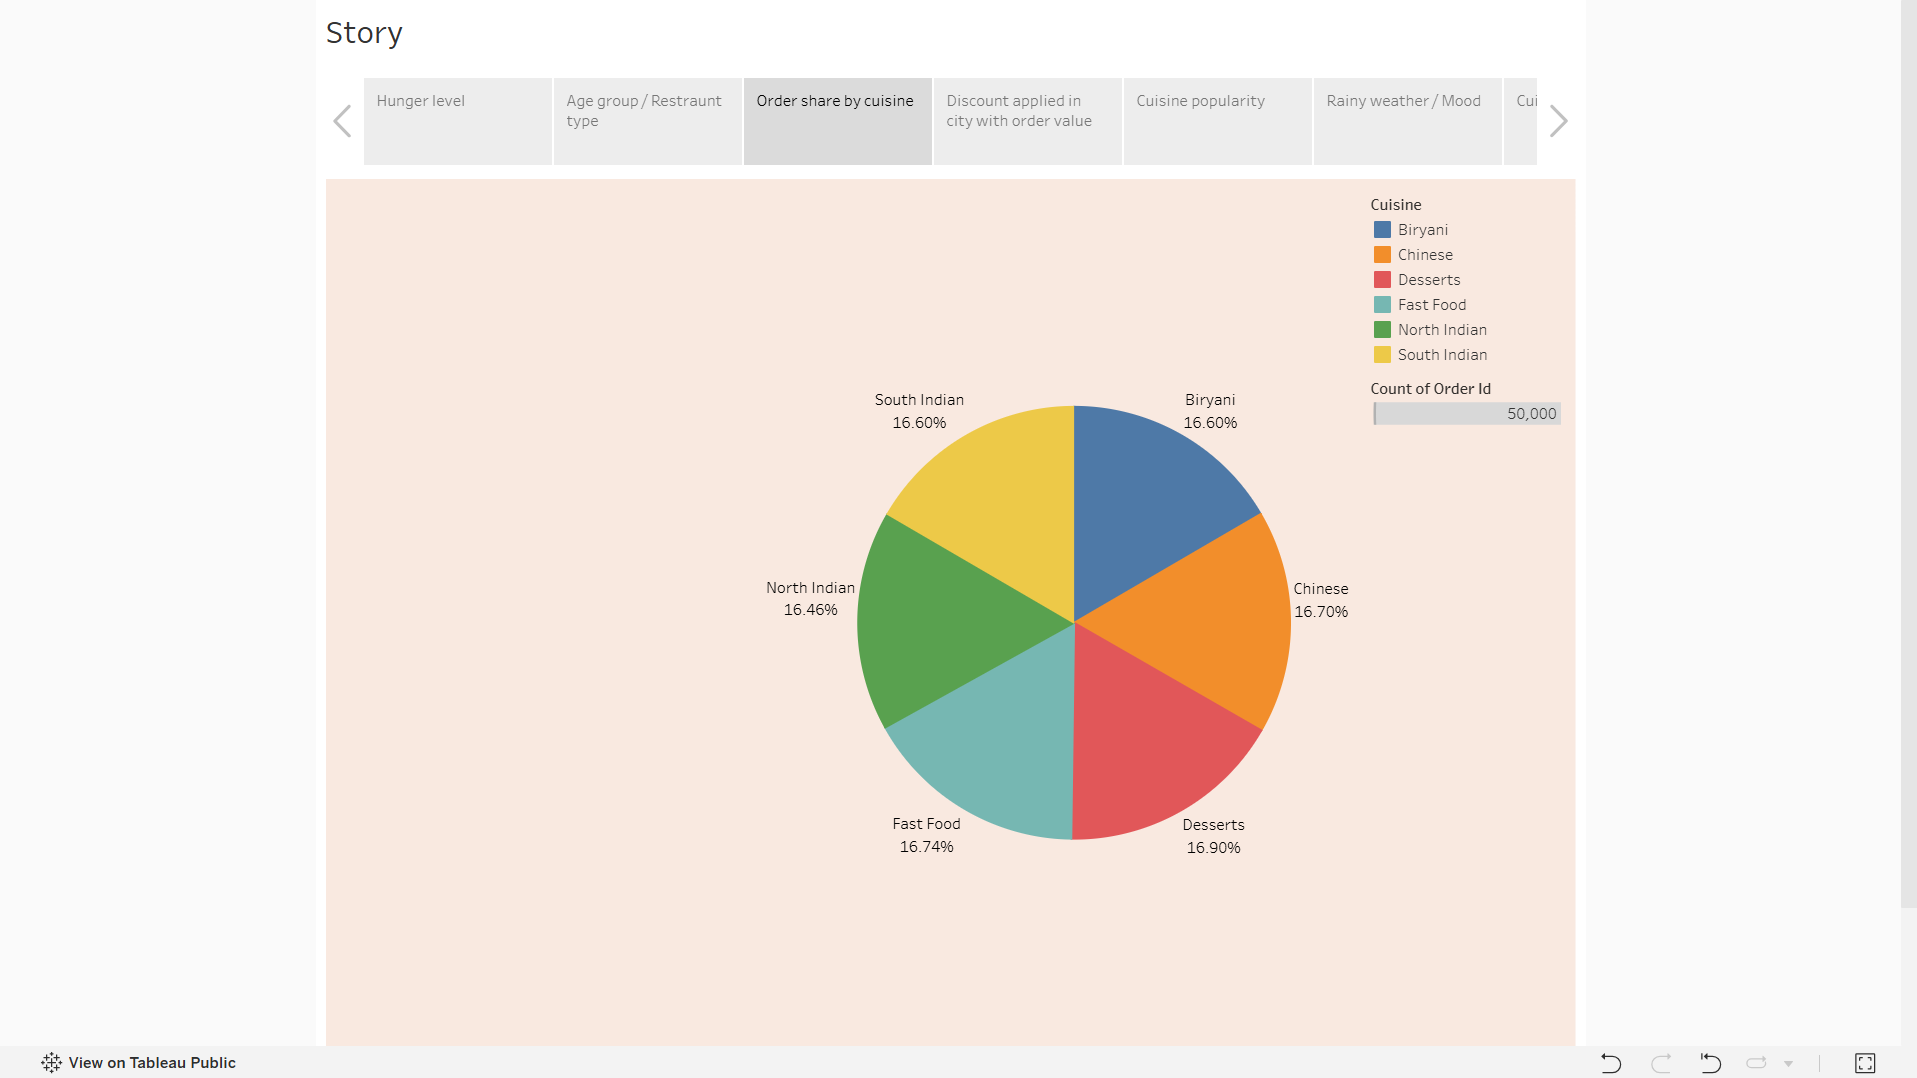 Story
Hunger level
Age group / Restraunt
type
Order share by cuisine
Discount applied in
city with order value
Cuisine popularity
Rainy weather / Mood
Cui
Cuisine
Biryani
Chinese
Desserts
Fast Food
North Indian
South Indian
Count of Order Id
50,000
South Indian
16.60%
Biryani
16.60%
North Indian
16.46%
Chinese
16.70%
Fast Food
16.74%
Desserts
16.90%
View on Tableau Public